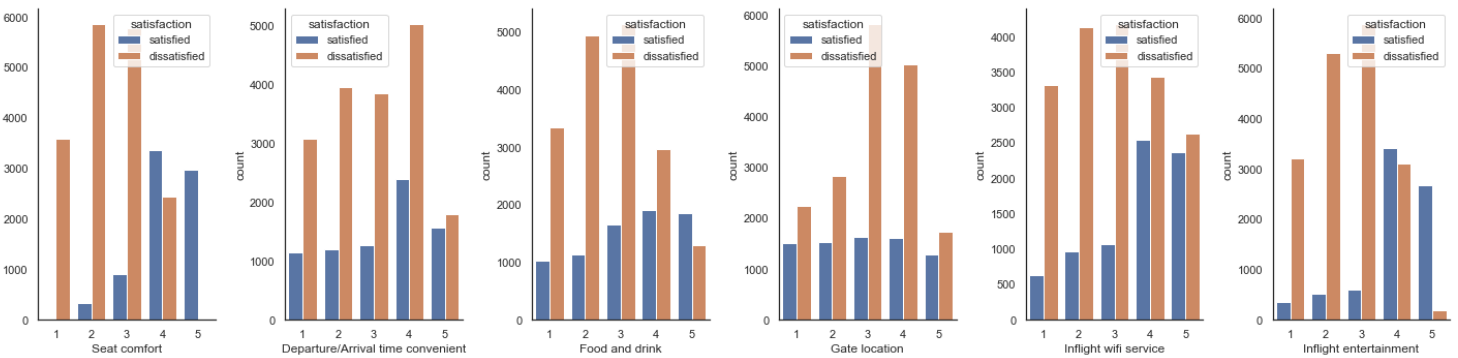 6000
5000
4000
3000
2000
1000
0
satisfaction
satisfied
dissatisfied
1 2 3 4 5
Seat comfort
count
5000
4000
3000
2000
1000
0
satisfaction
satisfied
dissatisfied
1 2 3 4 5
Departure/Arrival time convenient
count
5000
4000
3000
2000
1000
0
satisfaction
satisfied
dissatisfied
1 2 3 4 5
Food and drink
count
6000
5000
4000
3000
2000
1000
0
satisfaction
satisfied
dissatisfied
1 2 3 4 5
Gate location
count
4000
3500
3000
2500
2000
1500
1000
500
0
satisfaction
satisfied
dissatisfied
1 2 3 4 5
Inflight wifi service
count
6000
5000
4000
3000
2000
1000
0
satisfaction
satisfied
dissatisfied
1 2 3 4 5
Inflight entertainment